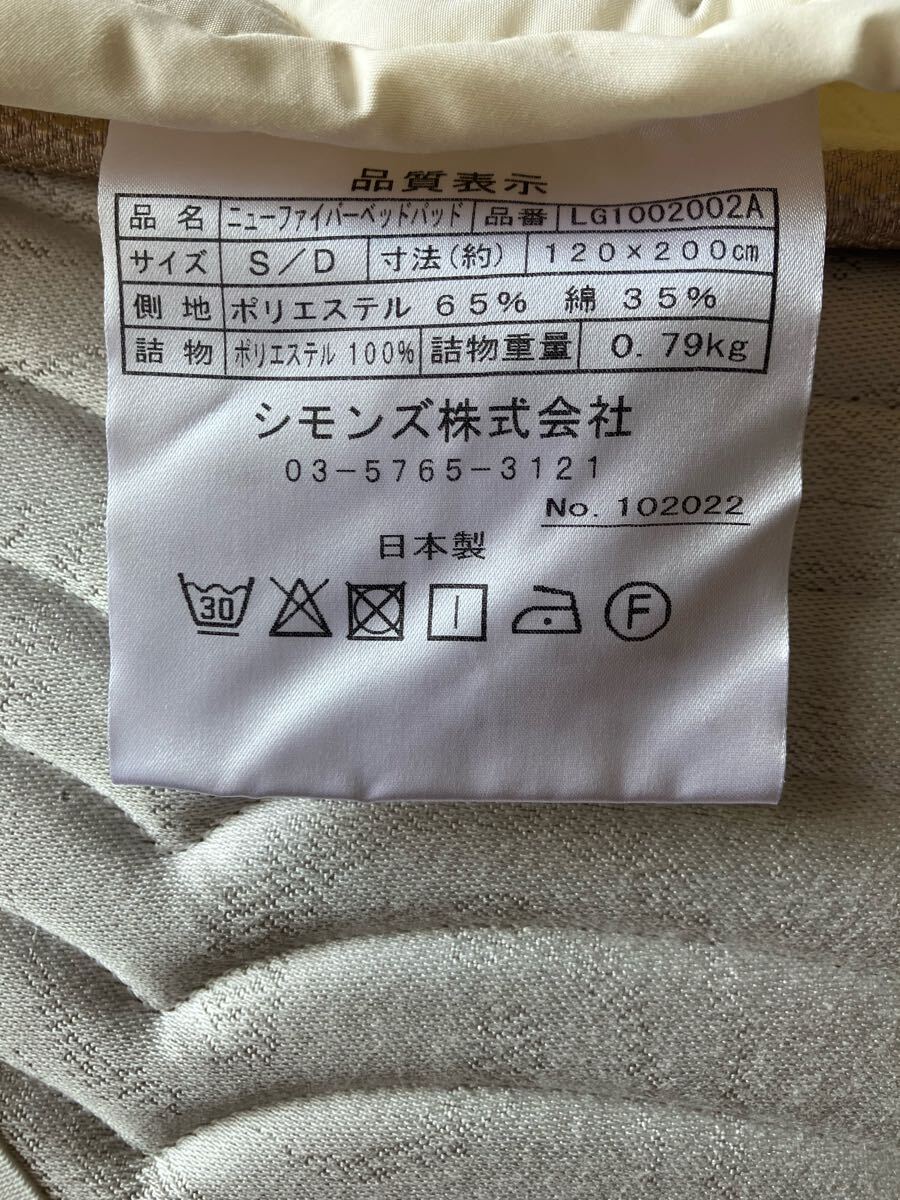 品質表示
品名 ニューファイバーベッドパッド 品番 LG1002002A
サイズ S/D 寸法(約) 120×200cm
側地 ポリエステル 65% 綿 35%
詰物 ポリエステル 100% 詰物重量 0.79kg
シモンズ株式会社
03-5765-3121
No. 102022
日本製
30 F